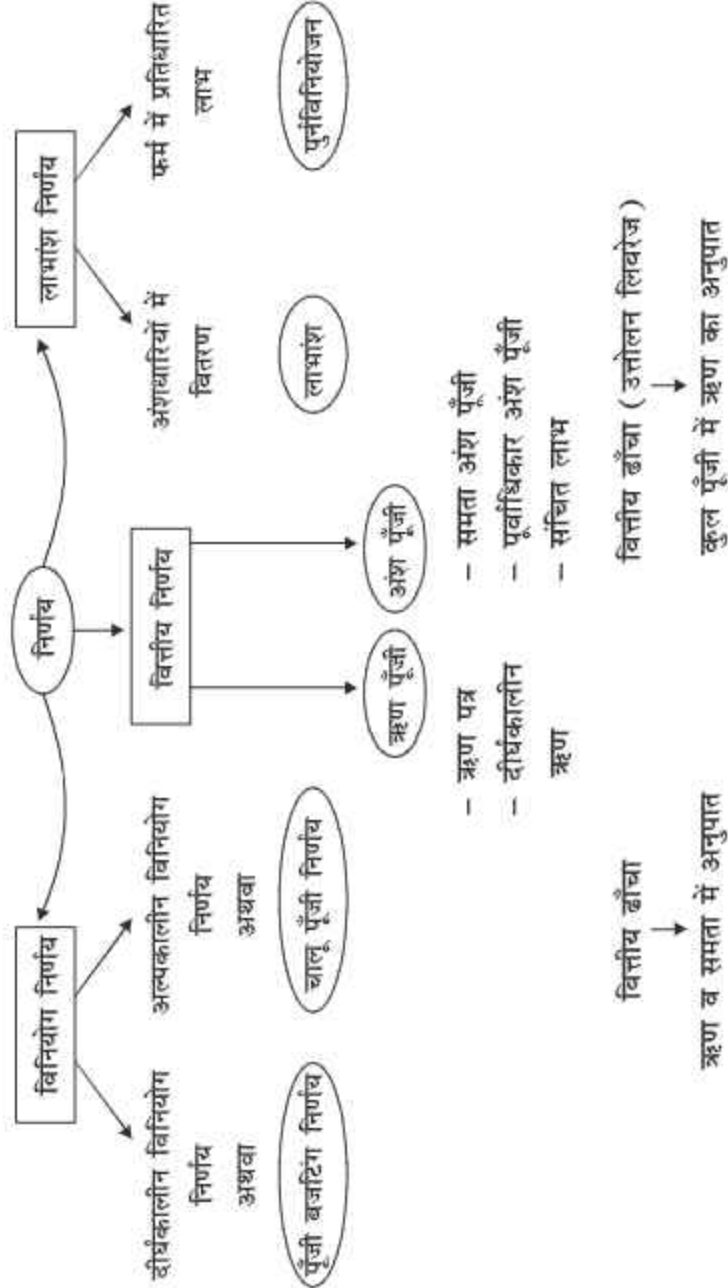 निर्णय
विनियोग निर्णय
वित्तीय निर्णय
लाभांश निर्णय
दीर्घकालीन विनियोग
निर्णय
अथवा
पूँजी बजटिंग निर्णय
अल्पकालीन विनियोग
निर्णय
अथवा
चालू पूँजी निर्णय
ऋण पूँजी
– ऋण पत्र
– दीर्घकालीन
ऋण
अंश पूँजी
– समता अंश पूँजी
– पूर्वाधिकार अंश पूँजी
– संचित लाभ
अंशधारियों में
वितरण
लाभांश
फर्म में प्रतिधारित
लाभ
पुर्नविनियोजन
वित्तीय ढाँचा
ऋण व समता में अनुपात
वित्तीय ढाँचा ( उत्तोलन लिवरेज )
कुल पूँजी में ऋण का अनुपात